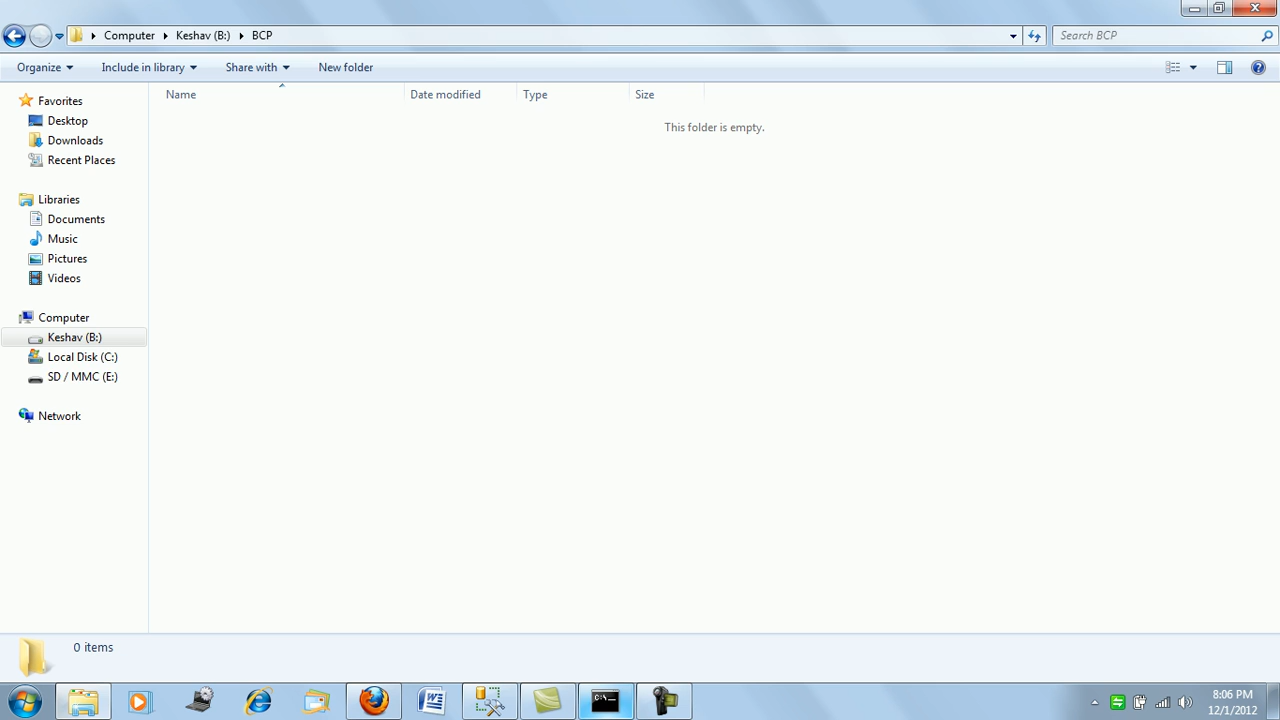 Computer Keshav (B:) BCP
Search BCP
Organize Include in library Share with New folder
Name Date modified Type Size
This folder is empty.
Favorites
Desktop
Downloads
Recent Places
Libraries
Documents
Music
Pictures
Videos
Computer
Keshav (B:)
Local Disk (C:)
SD / MMC (E:)
Network
0 items
C:\_
8:06 PM
12/1/2012